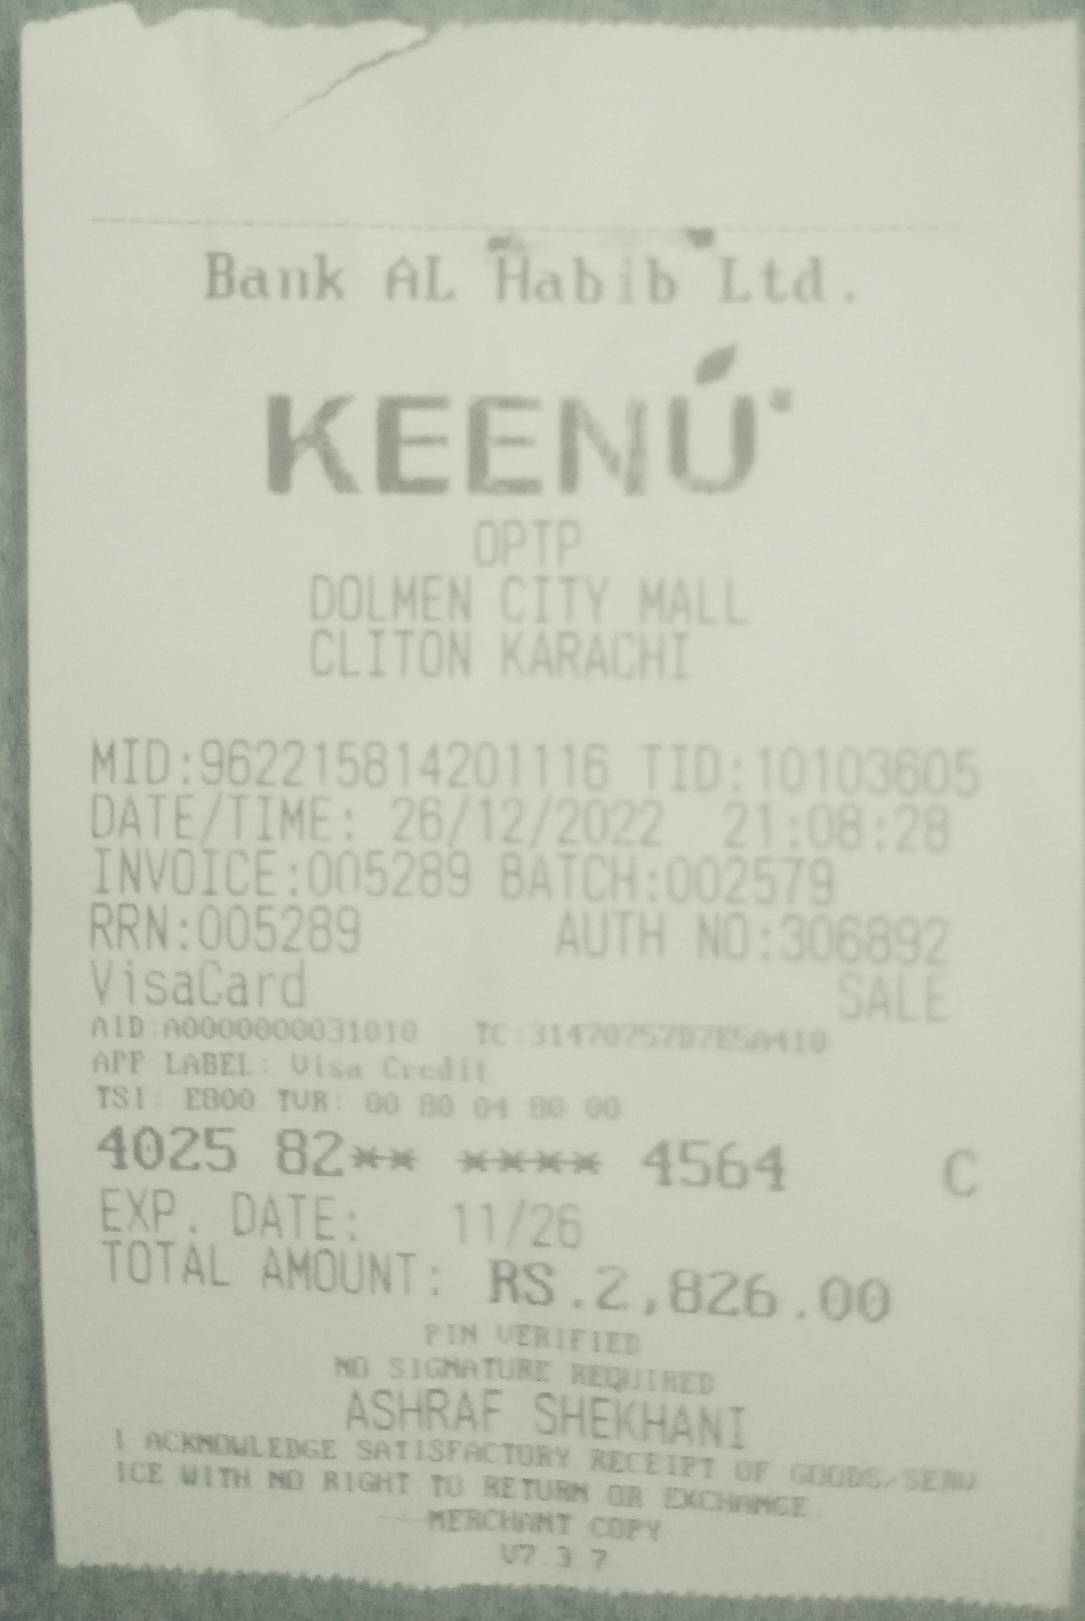 Bank AL Habib Ltd.
KEENÚ
OPTP
DOLMEN CITY MALL
CLITON KARACHI
MID:962215814201116 TID:10103605
DATE/TIME: 26/12/2022 21:08:28
INVOICE:005289 BATCH:002579
RRN:005289 AUTH NO:306892
VisaCard SALE
AID:A0000000031010 TC:31470757D7E5A410
APP LABEL: Visa Credit
TSI: E800 TVR: 00 80 04 80 00
4025 82** **** 4564 C
EXP. DATE: 11/26
TOTAL AMOUNT: RS.2,826.00
PIN VERIFIED
NO SIGNATURE REQUIRED
ASHRAF SHEKHANI
I ACKNOWLEDGE SATISFACTORY RECEIPT OF GOODS/SERV
ICE WITH NO RIGHT TO RETURN OR EXCHANGE
MERCHANT COPY
V7.3.7